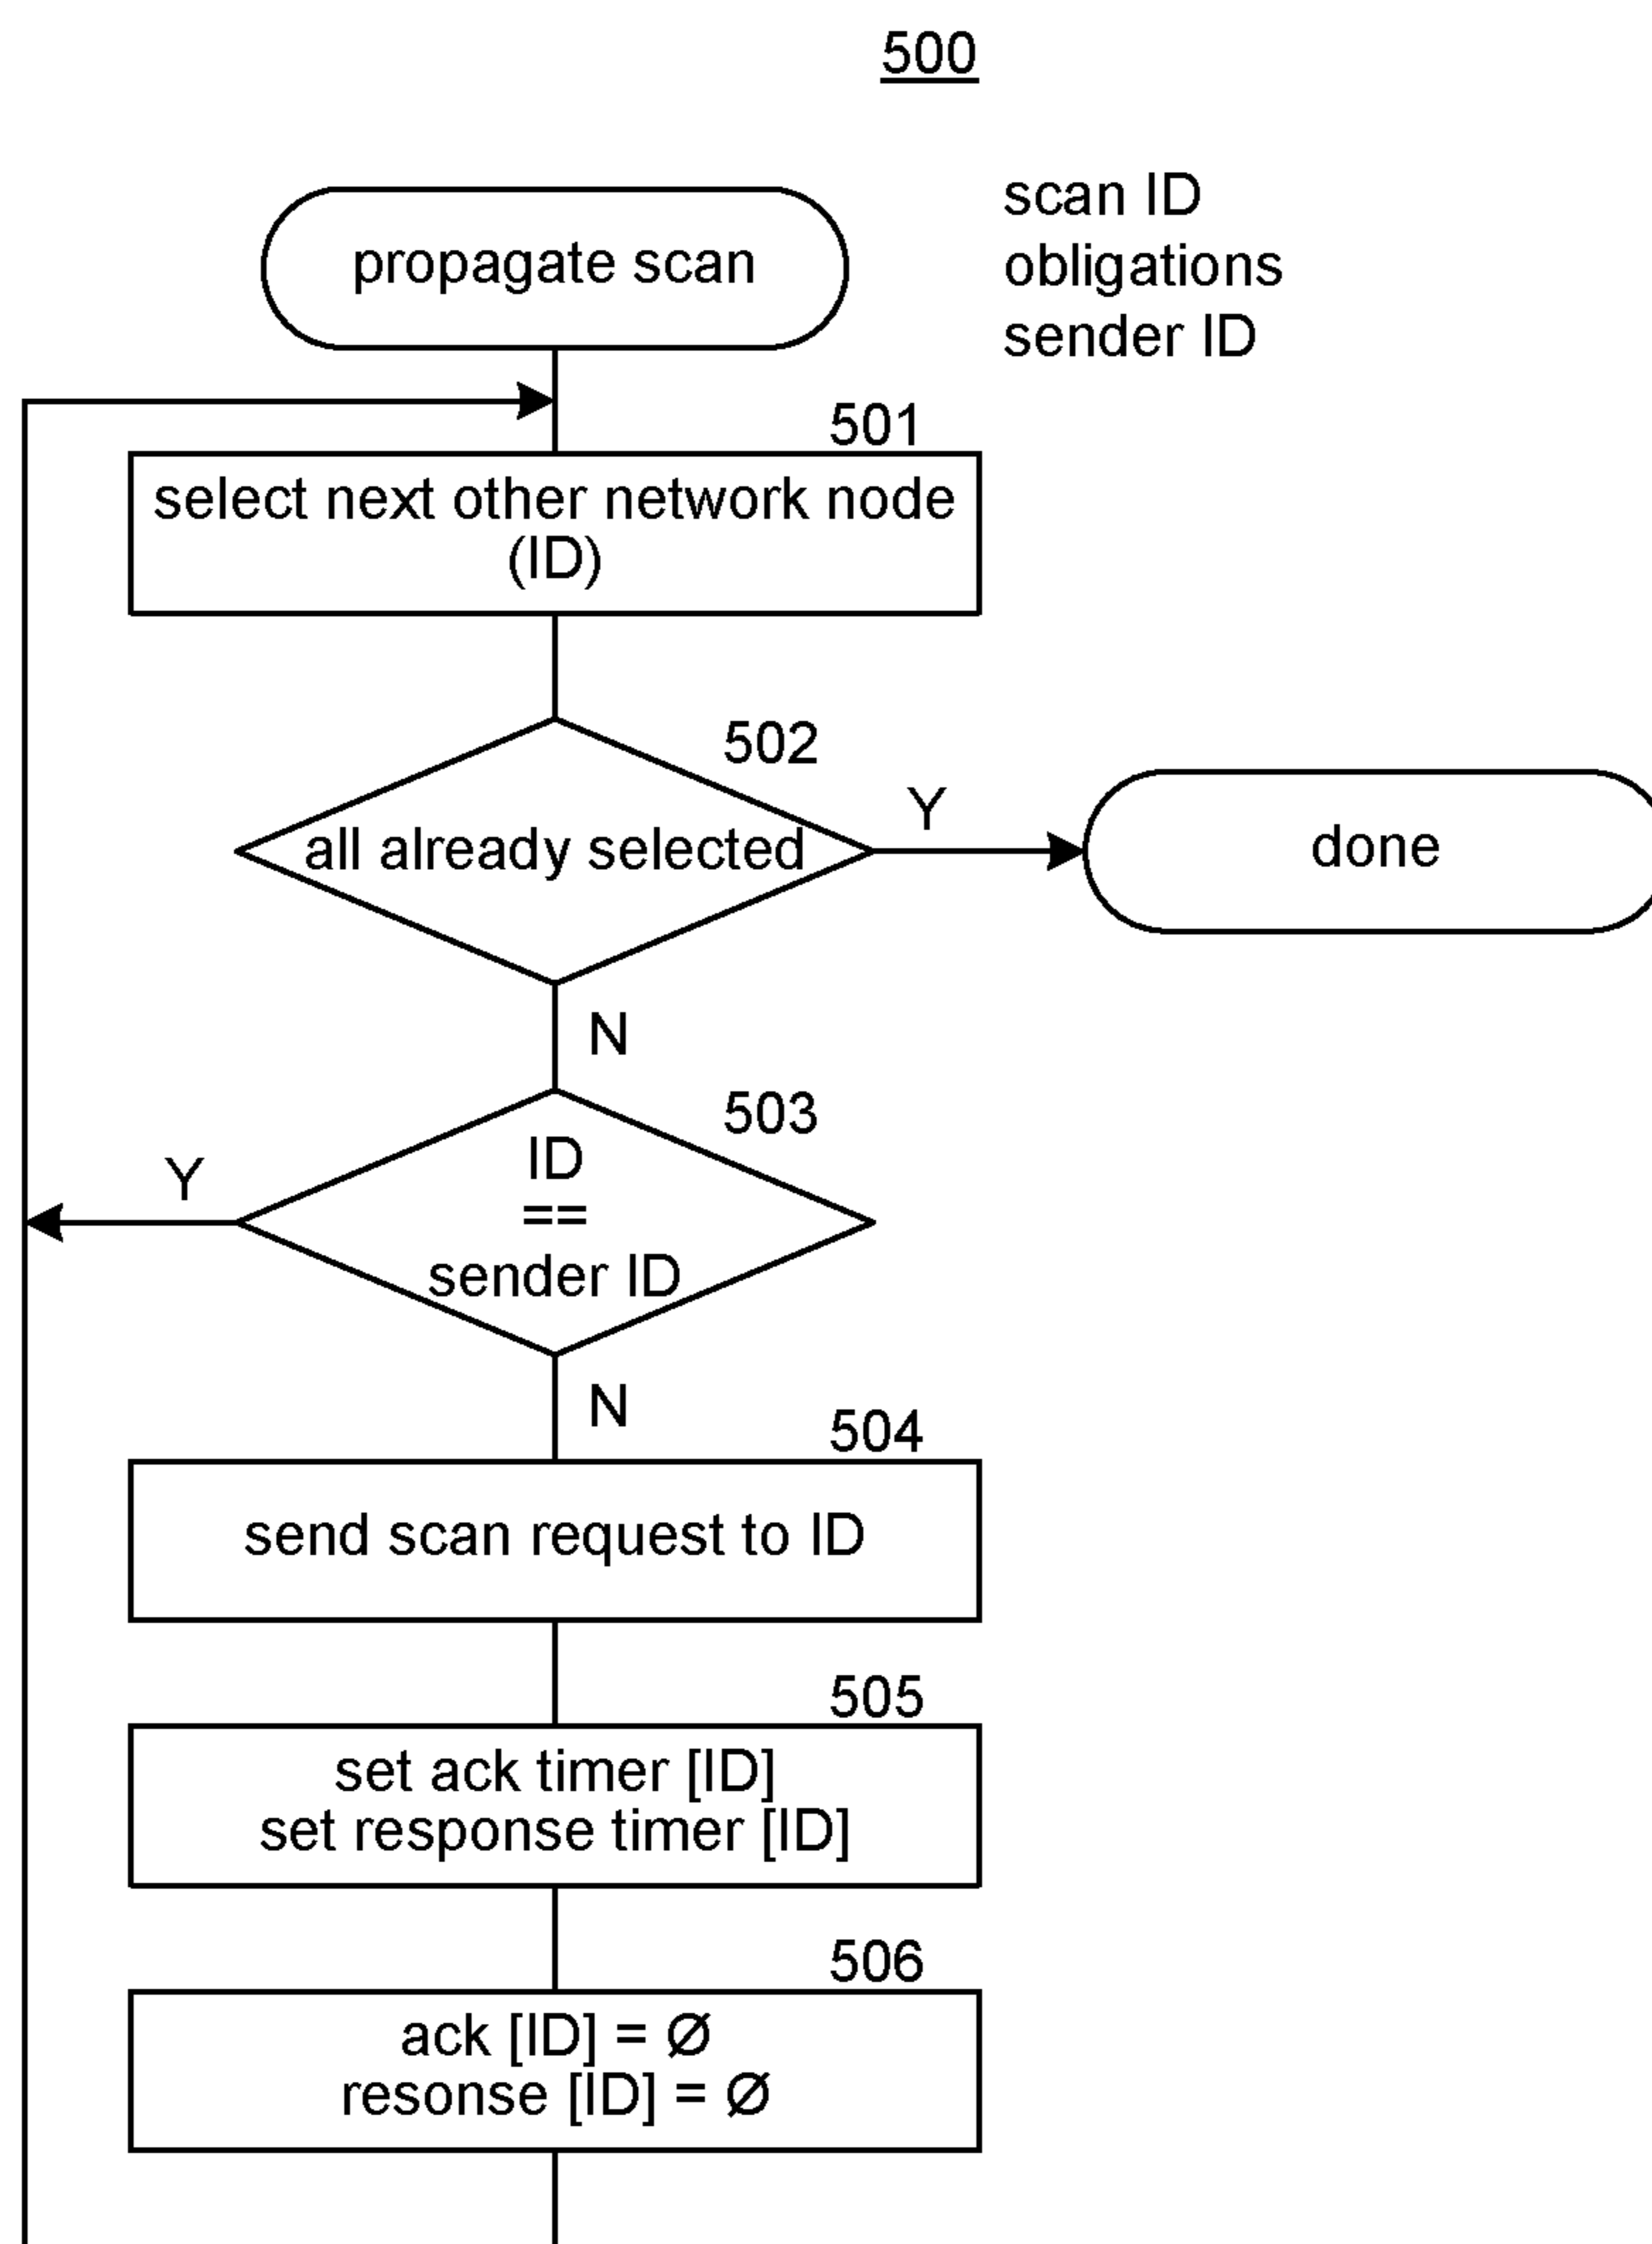 500
propagate scan
scan ID
obligations
sender ID
501
select next other network node
(ID)
502
all already selected
Y
done
N
503
ID
==
sender ID
Y
N
504
send scan request to ID
505
set ack timer [ID]
set response timer [ID]
506
ack [ID] = Ø
resonse [ID] = Ø